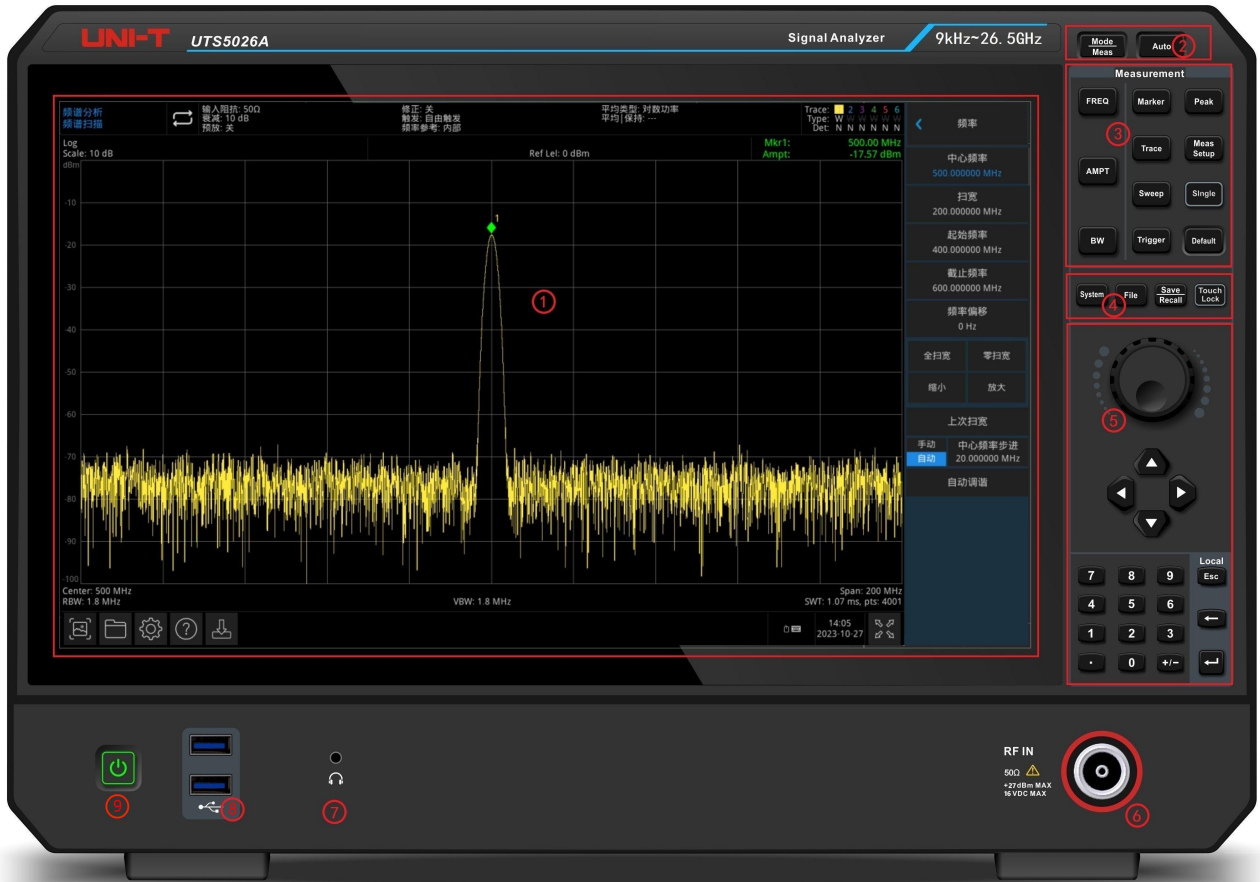 UNI-T UTS5026A Signal Analyzer 9kHz~26.5GHz
Mode
Meas
Auto
②
频谱分析
频谱扫描
输入阻抗: 50Ω
衰减: 10 dB
预放: 关
修正: 关
触发: 自由触发
频率参考: 内部
平均类型: 对数功率
平均|保持: ---
Trace: 2 3 4 5 6
Type: W W W W W W
Det: N N N N N N
Log
Scale: 10 dB
dBm
Ref Lel: 0 dBm
Mkr1: 500.00 MHz
Ampt: -17.57 dBm
1
-10
-20
-30
-40
-50
-60
-70
-80
-90
-100
①
Center: 500 MHz
RBW: 1.8 MHz
VBW: 1.8 MHz
Span: 200 MHz
SWT: 1.07 ms, pts: 4001
?
14:05
2023-10-27
频率
中心频率
500.000000 MHz
扫宽
200.000000 MHz
起始频率
400.000000 MHz
截止频率
600.000000 MHz
频率偏移
0 Hz
全扫宽 零扫宽
缩小 放大
上次扫宽
手动
自动
中心频率步进
20.000000 MHz
自动调谐
Measurement
FREQ Marker Peak
③
Trace
Meas
Setup
AMPT
Sweep Single
BW Trigger Default
System File
Save
Recall
Touch
Lock
④
⑤
Local
7 8 9 Esc
4 5 6
1 2 3
. 0 +/-
RF IN
50Ω
+27dBm MAX
16 VDC MAX
⑨
⑧
⑦
⑥